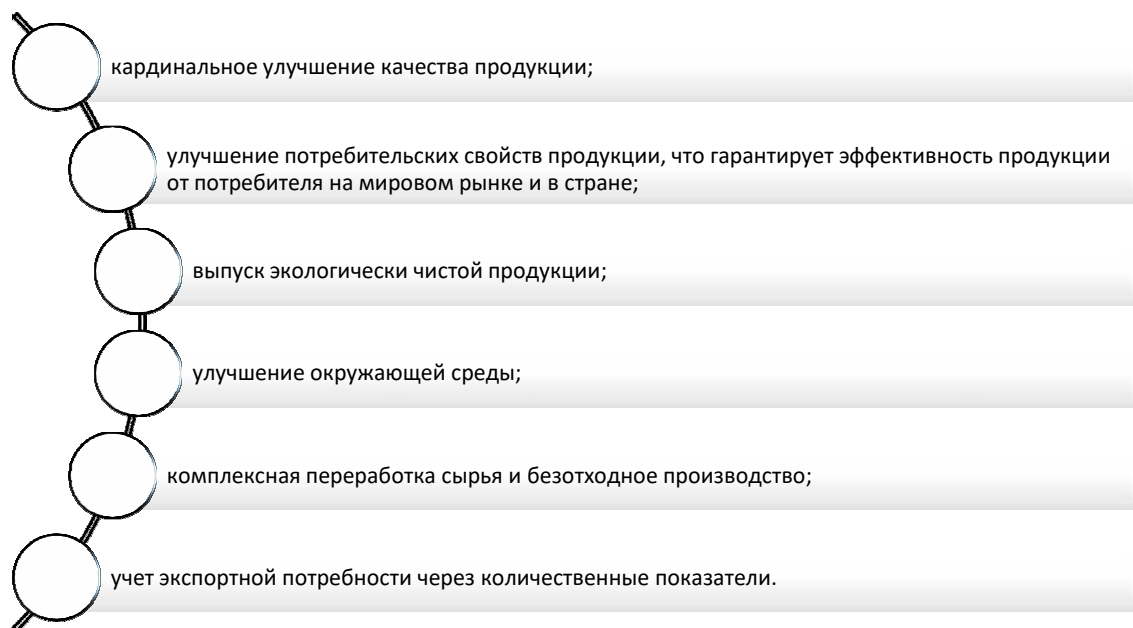 кардинальное улучшение качества продукции;
улучшение потребительских свойств продукции, что гарантирует эффективность продукции
от потребителя на мировом рынке и в стране;
выпуск экологически чистой продукции;
улучшение окружающей среды;
комплексная переработка сырья и безотходное производство;
учет экспортной потребности через количественные показатели.